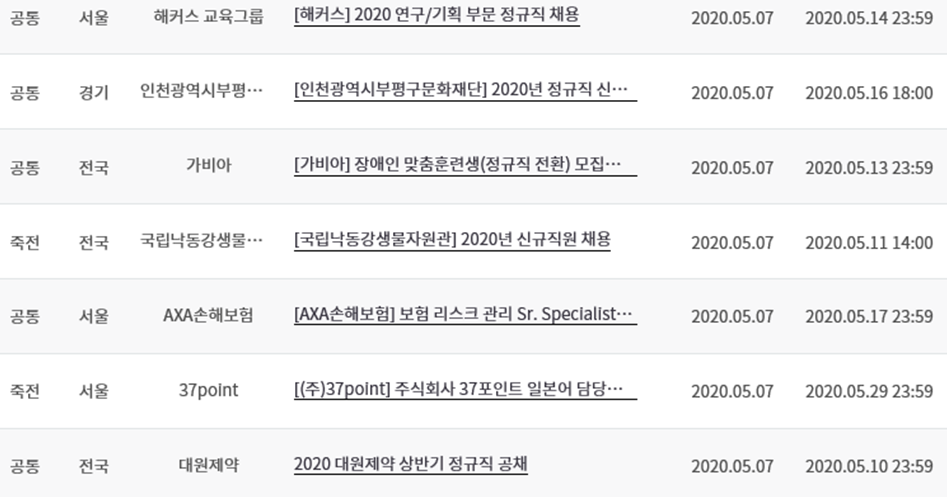 공통 서울 해커스 교육그룹 [해커스] 2020 연구/기획 부문 정규직 채용 2020.05.07 2020.05.14 23:59
공통 경기 인천광역시부평… [인천광역시부평구문화재단] 2020년 정규직 신… 2020.05.07 2020.05.16 18:00
공통 전국 가비아 [가비아] 장애인 맞춤훈련생(정규직 전환) 모집… 2020.05.07 2020.05.13 23:59
죽전 전국 국립낙동강생물… [국립낙동강생물자원관] 2020년 신규직원 채용 2020.05.07 2020.05.11 14:00
공통 서울 AXA손해보험 [AXA손해보험] 보험 리스크 관리 Sr. Specialist… 2020.05.07 2020.05.17 23:59
죽전 서울 37point [(주)37point] 주식회사 37포인트 일본어 담당… 2020.05.07 2020.05.29 23:59
공통 전국 대원제약 2020 대원제약 상반기 정규직 공채 2020.05.07 2020.05.10 23:59